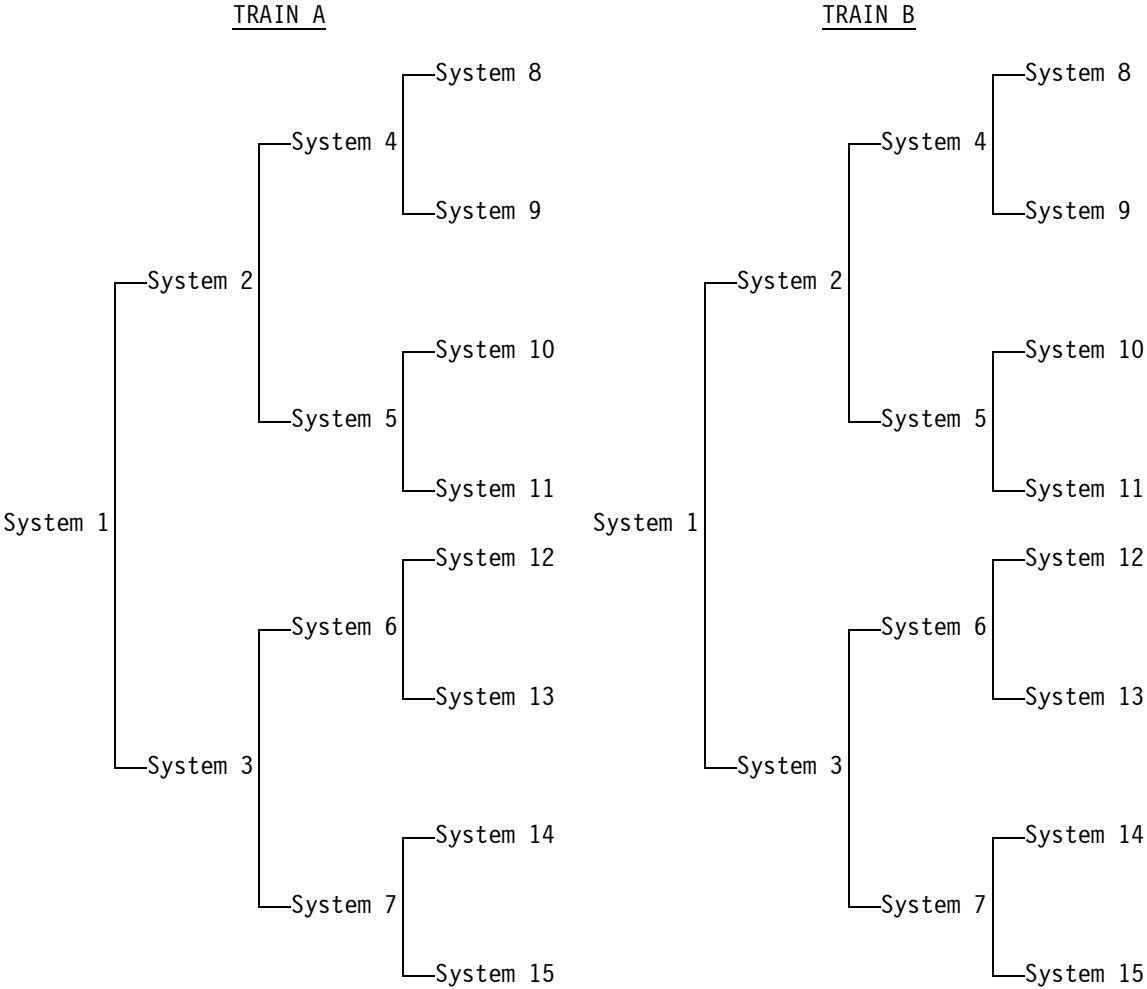 TRAIN A
TRAIN B
System 8
System 8
System 4
System 4
System 9
System 9
System 2
System 2
System 10
System 10
System 5
System 5
System 11
System 11
System 1
System 1
System 12
System 12
System 6
System 6
System 13
System 13
System 3
System 3
System 14
System 14
System 7
System 7
System 15
System 15